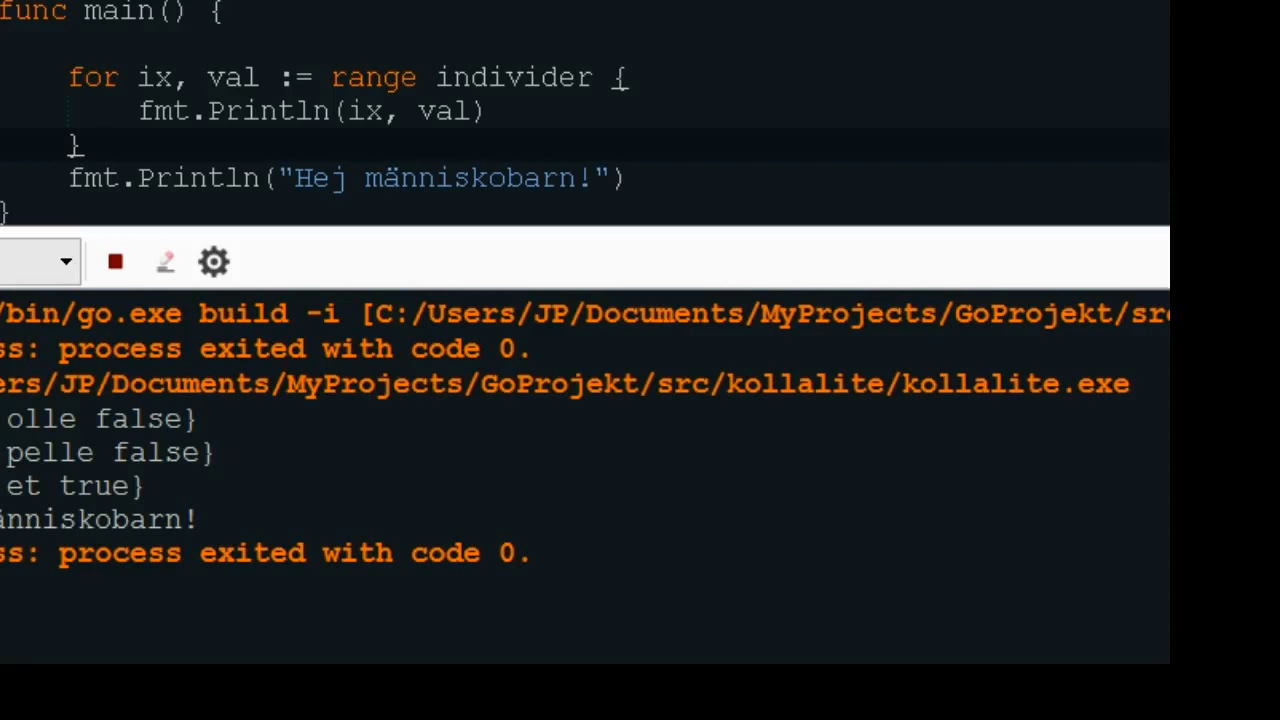 func main() {
for ix, val := range individer {
fmt.Println(ix, val)
}
fmt.Println("Hej människobarn!")
}
/bin/go.exe build -i [C:/Users/JP/Documents/MyProjects/GoProjekt/src
ss: process exited with code 0.
ers/JP/Documents/MyProjects/GoProjekt/src/kollalite/kollalite.exe
olle false}
pelle false}
et true}
änniskobarn!
ss: process exited with code 0.